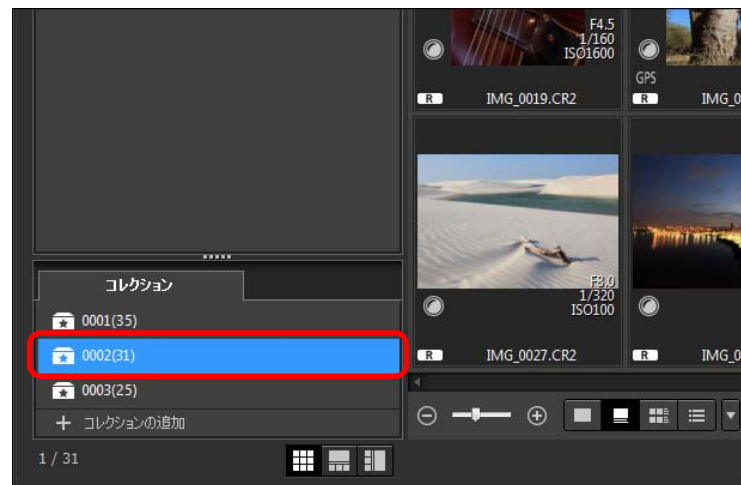 F4.5
1/160
ISO1600
GPS
R IMG_0019.CR2
R IMG_0
F8.0
1/320
ISO100
R IMG_0027.CR2
R IMG_0
コレクション
0001(35)
0002(31)
0003(25)
+ コレクションの追加
1 / 31